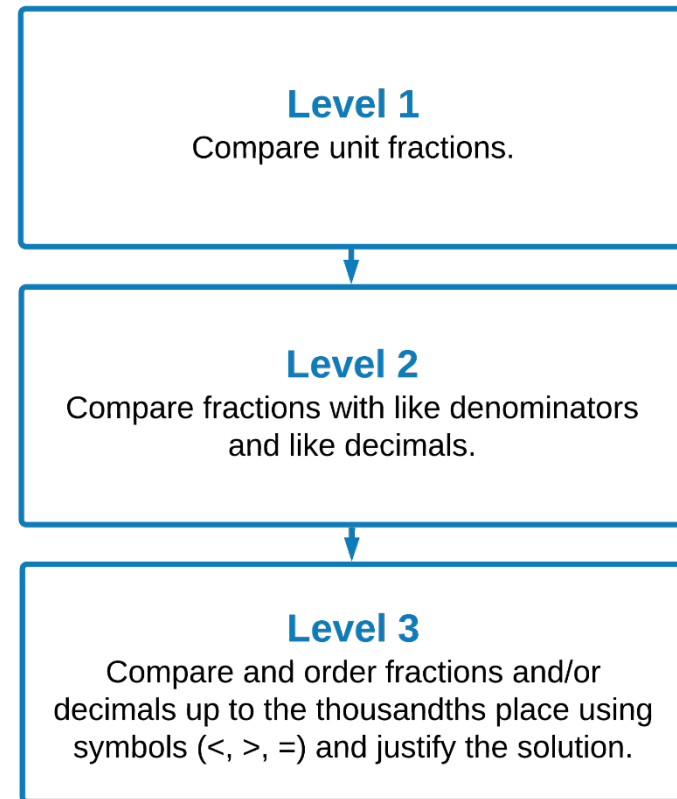 Level 1
Compare unit fractions.
Level 2
Compare fractions with like denominators
and like decimals.
Level 3
Compare and order fractions and/or
decimals up to the thousandths place using
symbols (<, >, =) and justify the solution.